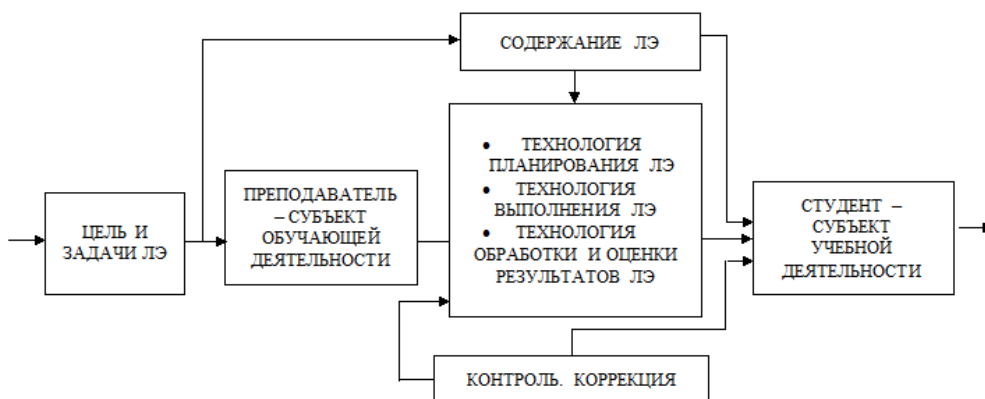 СОДЕРЖАНИЕ ЛЭ
• ТЕХНОЛОГИЯ
ПЛАНИРОВАНИЯ ЛЭ
• ТЕХНОЛОГИЯ
ВЫПОЛНЕНИЯ ЛЭ
• ТЕХНОЛОГИЯ
ОБРАБОТКИ И ОЦЕНКИ
РЕЗУЛЬТАТОВ ЛЭ
ЦЕЛЬ И
ЗАДАЧИ ЛЭ
ПРЕПОДАВАТЕЛЬ
– СУБЪЕКТ
ОБУЧАЮЩЕЙ
ДЕЯТЕЛЬНОСТИ
СТУДЕНТ –
СУБЪЕКТ
УЧЕБНОЙ
ДЕЯТЕЛЬНОСТИ
КОНТРОЛЬ. КОРРЕКЦИЯ